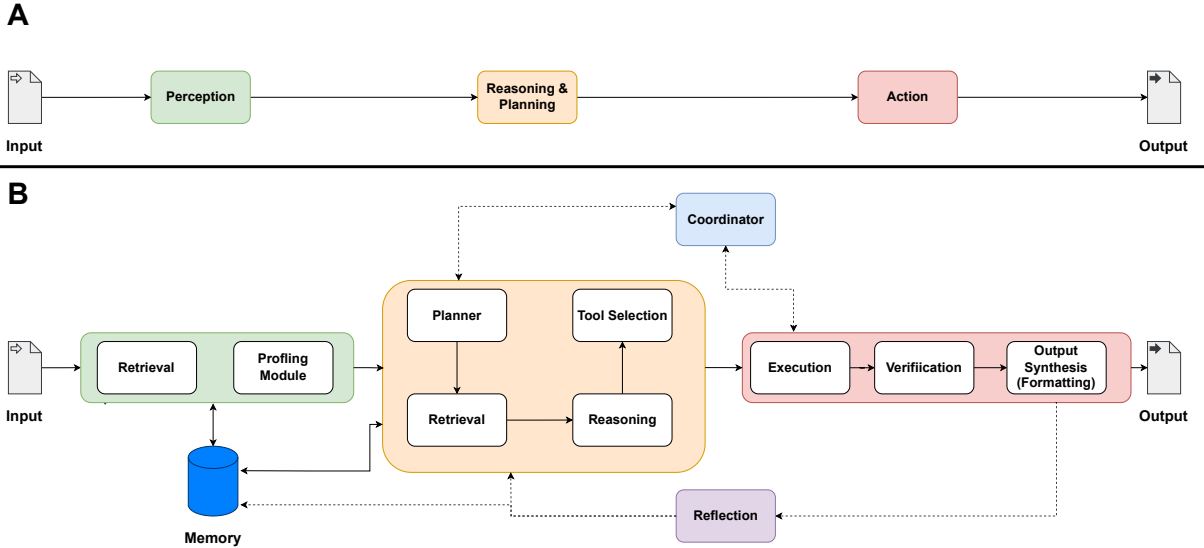 A
Perception
Reasoning &
Planning
Action
Input
Output
B
Coordinator
Planner
Tool Selection
Retrieval
Profling
Module
Execution
Verifiication
Output
Synthesis
(Formatting)
Input
Retrieval
Reasoning
Output
Reflection
Memory